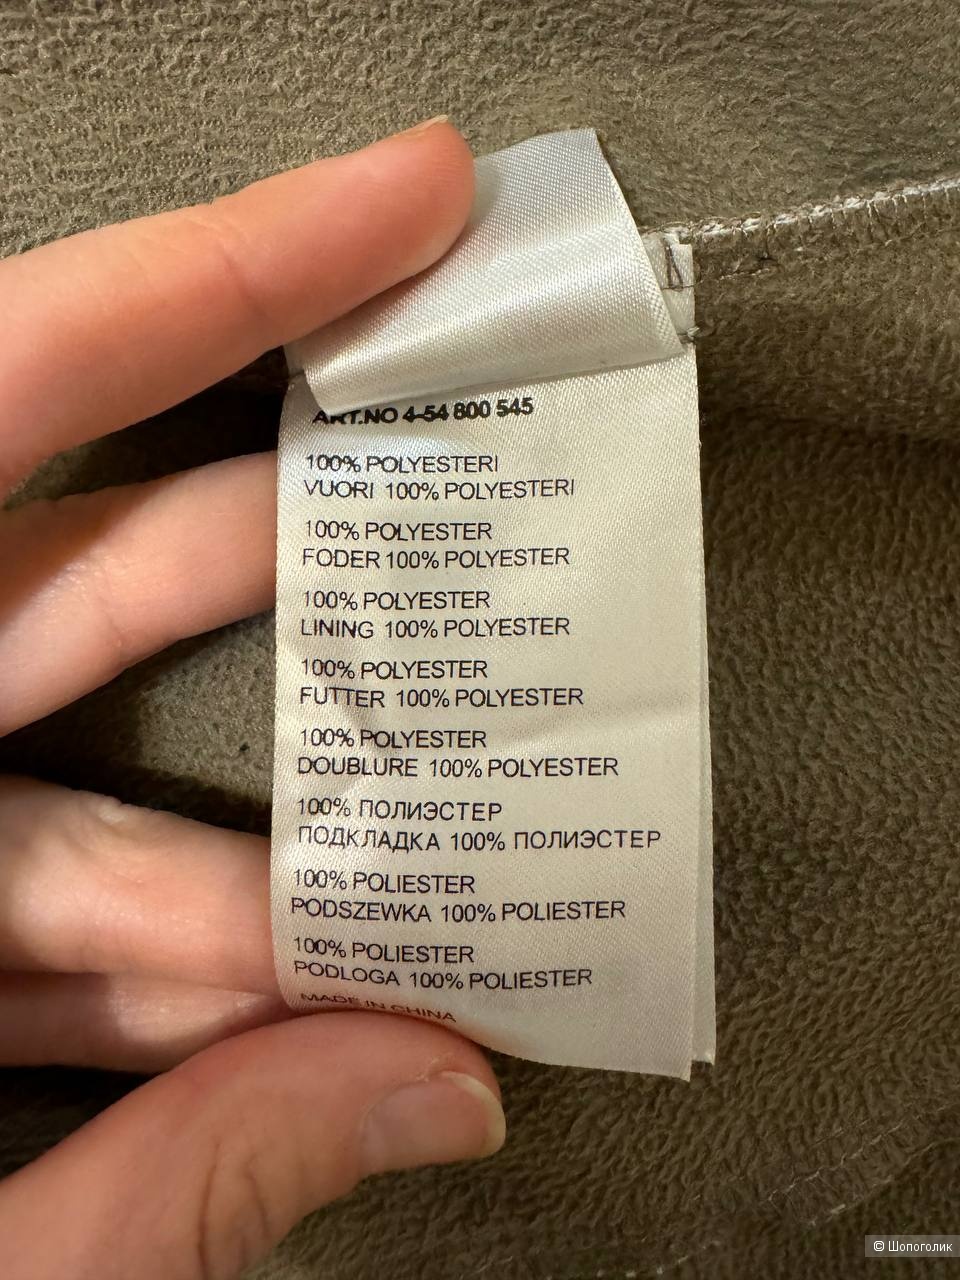 ART.NO 4-54 800 545
100% POLYESTERI
VUORI 100% POLYESTERI
100% POLYESTER
FODER 100% POLYESTER
100% POLYESTER
LINING 100% POLYESTER
100% POLYESTER
FUTTER 100% POLYESTER
100% POLYESTER
DOUBLURE 100% POLYESTER
100% ПОЛИЭСТЕР
ПОДКЛАДКА 100% ПОЛИЭСТЕР
100% POLIESTER
PODSZEWKA 100% POLIESTER
100% POLIESTER
PODLOGA 100% POLIESTER
MADE IN CHINA
© Шопоголик